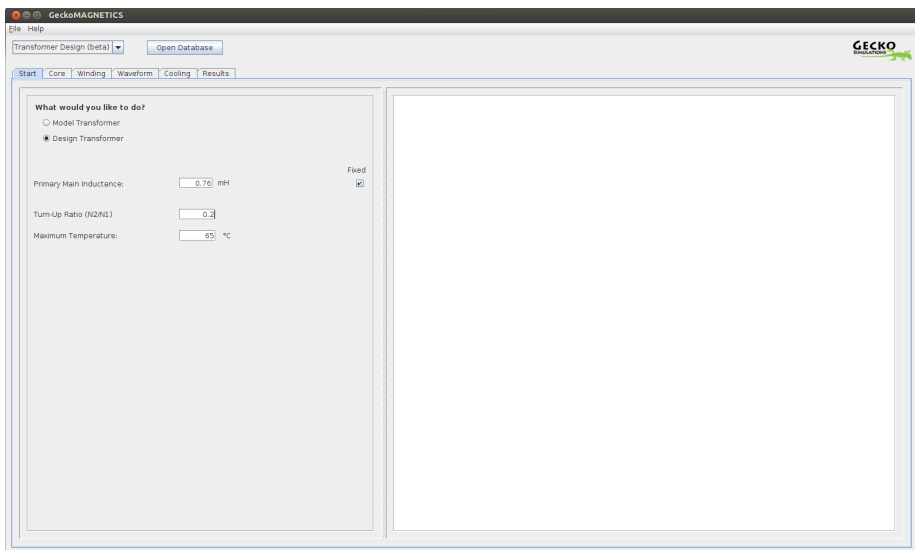 GeckoMAGNETICS
File Help
Transformer Design (beta) Open Database
GECKO
SIMULATIONS
Start Core Winding Waveform Cooling Results
What would you like to do?
Model Transformer
Design Transformer
Fixed
Primary Main Inductance: 0.76 mH
Turn-Up Ratio (N2/N1) 0.2
Maximum Temperature: 65 °C